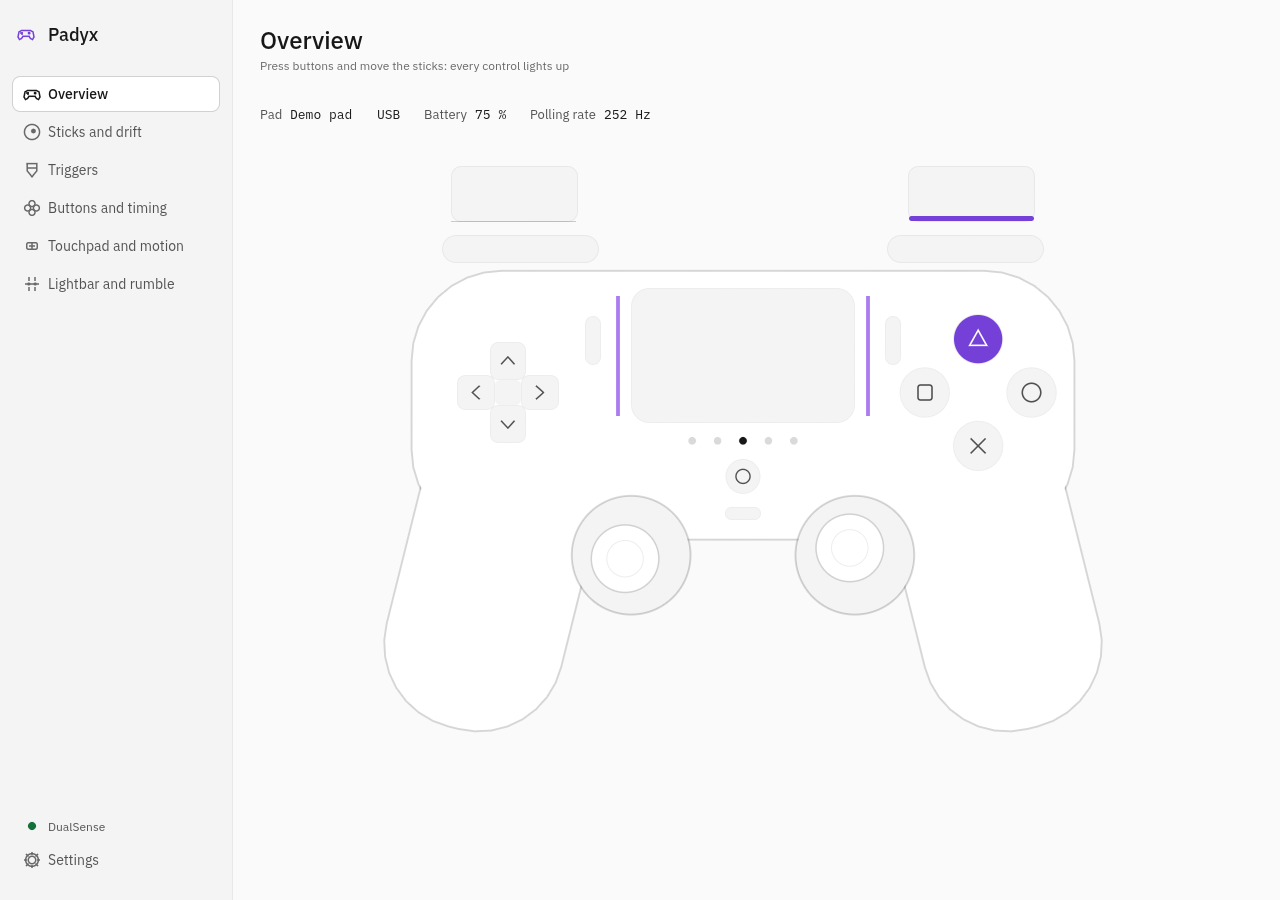 Padyx
Overview
Sticks and drift
Triggers
Buttons and timing
Touchpad and motion
Lightbar and rumble
DualSense
Settings
Overview
Press buttons and move the sticks: every control lights up
Pad Demo pad USB Battery 75 % Polling rate 252 Hz